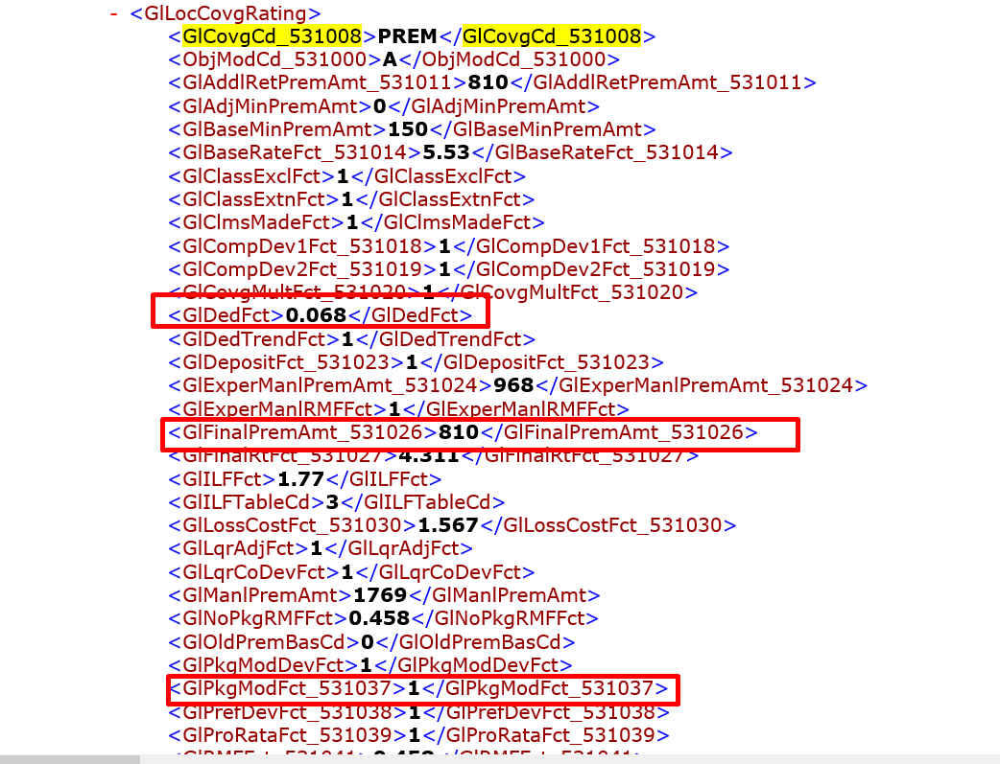 - <GlLocCovgRating>
<GlCovgCd_531008>PREM</GlCovgCd_531008>
<ObjModCd_531000>A</ObjModCd_531000>
<GlAddlRetPremAmt_531011>810</GlAddlRetPremAmt_531011>
<GlAdjMinPremAmt>0</GlAdjMinPremAmt>
<GlBaseMinPremAmt>150</GlBaseMinPremAmt>
<GlBaseRateFct_531014>5.53</GlBaseRateFct_531014>
<GlClassExclFct>1</GlClassExclFct>
<GlClassExtnFct>1</GlClassExtnFct>
<GlClmsMadeFct>1</GlClmsMadeFct>
<GlCompDev1Fct_531018>1</GlCompDev1Fct_531018>
<GlCompDev2Fct_531019>1</GlCompDev2Fct_531019>
<GlCovgMultFct_531020>1</GlCovgMultFct_531020>
<GlDedFct>0.068</GlDedFct>
<GlDedTrendFct>1</GlDedTrendFct>
<GlDepositFct_531023>1</GlDepositFct_531023>
<GlExperManlPremAmt_531024>968</GlExperManlPremAmt_531024>
<GlExperManlRMFFct>1</GlExperManlRMFFct>
<GlFinalPremAmt_531026>810</GlFinalPremAmt_531026>
<GlFinalRtFct_531027>4.311</GlFinalRtFct_531027>
<GlILFFct>1.77</GlILFFct>
<GlILFTableCd>3</GlILFTableCd>
<GlLossCostFct_531030>1.567</GlLossCostFct_531030>
<GlLqrAdjFct>1</GlLqrAdjFct>
<GlLqrCoDevFct>1</GlLqrCoDevFct>
<GlManlPremAmt>1769</GlManlPremAmt>
<GlNoPkgRMFFct>0.458</GlNoPkgRMFFct>
<GlOldPremBasCd>0</GlOldPremBasCd>
<GlPkgModDevFct>1</GlPkgModDevFct>
<GlPkgModFct_531037>1</GlPkgModFct_531037>
<GlPrefDevFct_531038>1</GlPrefDevFct_531038>
<GlProRataFct_531039>1</GlProRataFct_531039>
<GlRMFFct_531041>0.458</GlRMFFct_531041>